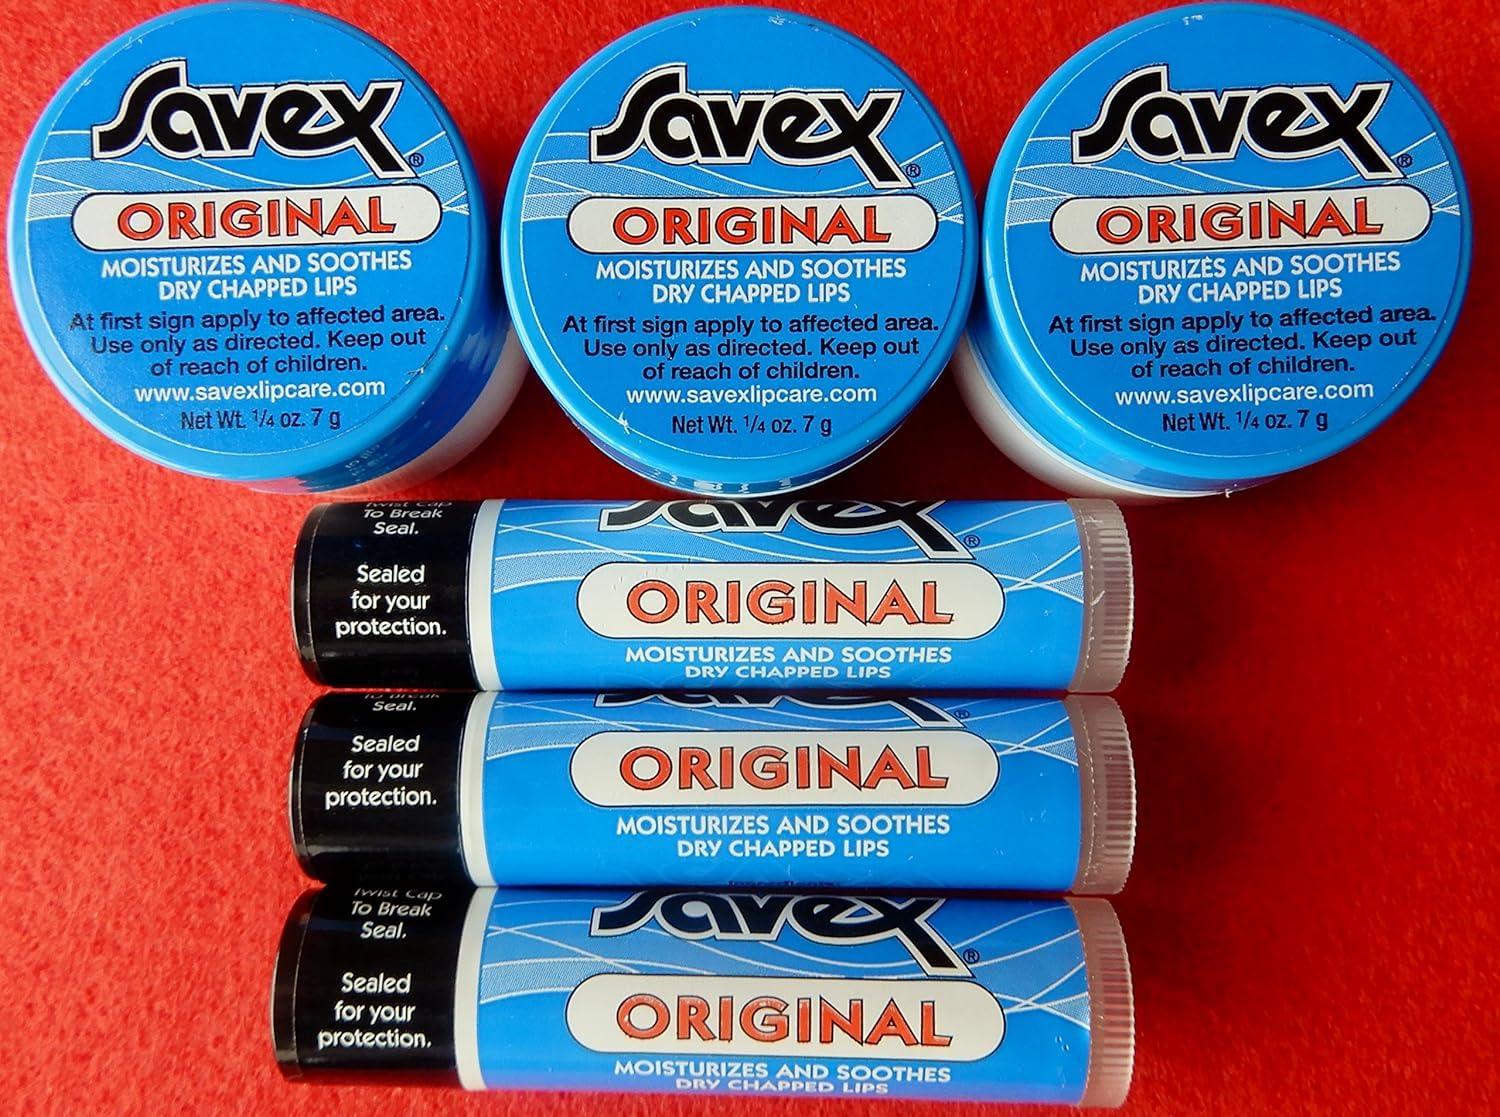 Savex®
ORIGINAL
MOISTURIZES AND SOOTHES
DRY CHAPPED LIPS
At first sign apply to affected area.
Use only as directed. Keep out
of reach of children.
www.savexlipcare.com
Net Wt. 1/4 oz. 7 g
Savex®
ORIGINAL
MOISTURIZES AND SOOTHES
DRY CHAPPED LIPS
At first sign apply to affected area.
Use only as directed. Keep out
of reach of children.
www.savexlipcare.com
Net Wt. 1/4 oz. 7 g
Savex®
ORIGINAL
MOISTURIZES AND SOOTHES
DRY CHAPPED LIPS
At first sign apply to affected area.
Use only as directed. Keep out
of reach of children.
www.savexlipcare.com
Net Wt. 1/4 oz. 7 g
Twist Cap
To Break
Seal.
Sealed
for your
protection.
Savex®
ORIGINAL
MOISTURIZES AND SOOTHES
DRY CHAPPED LIPS
To Break
Seal.
Sealed
for your
protection.
®
ORIGINAL
MOISTURIZES AND SOOTHES
DRY CHAPPED LIPS
Twist Cap
To Break
Seal.
Sealed
for your
protection.
Savex®
ORIGINAL
MOISTURIZES AND SOOTHES
DRY CHAPPED LIPS